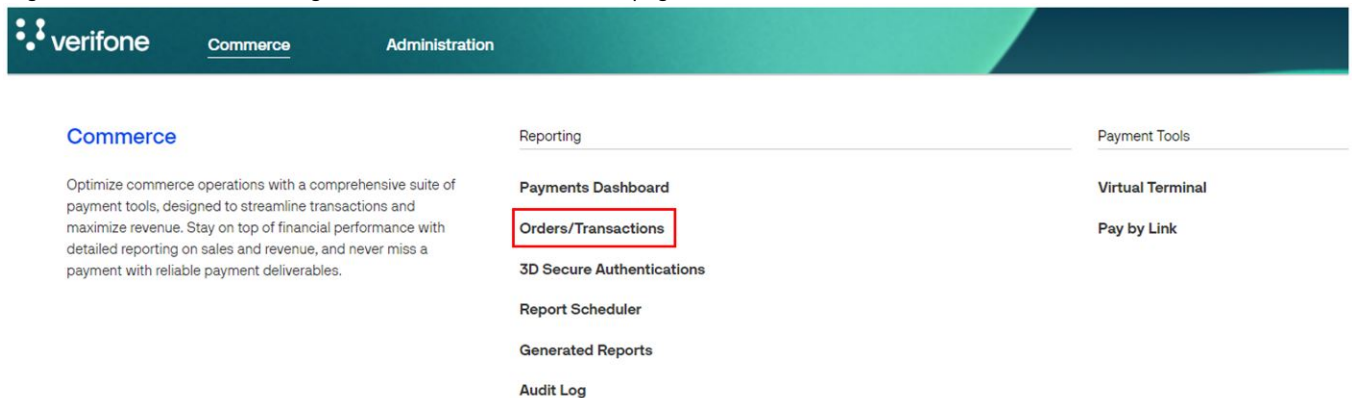 verifone
Commerce
Administration
Commerce
Optimize commerce operations with a comprehensive suite of
payment tools, designed to streamline transactions and
maximize revenue. Stay on top of financial performance with
detailed reporting on sales and revenue, and never miss a
payment with reliable payment deliverables.
Reporting
Payments Dashboard
Orders/Transactions
3D Secure Authentications
Report Scheduler
Generated Reports
Audit Log
Payment Tools
Virtual Terminal
Pay by Link